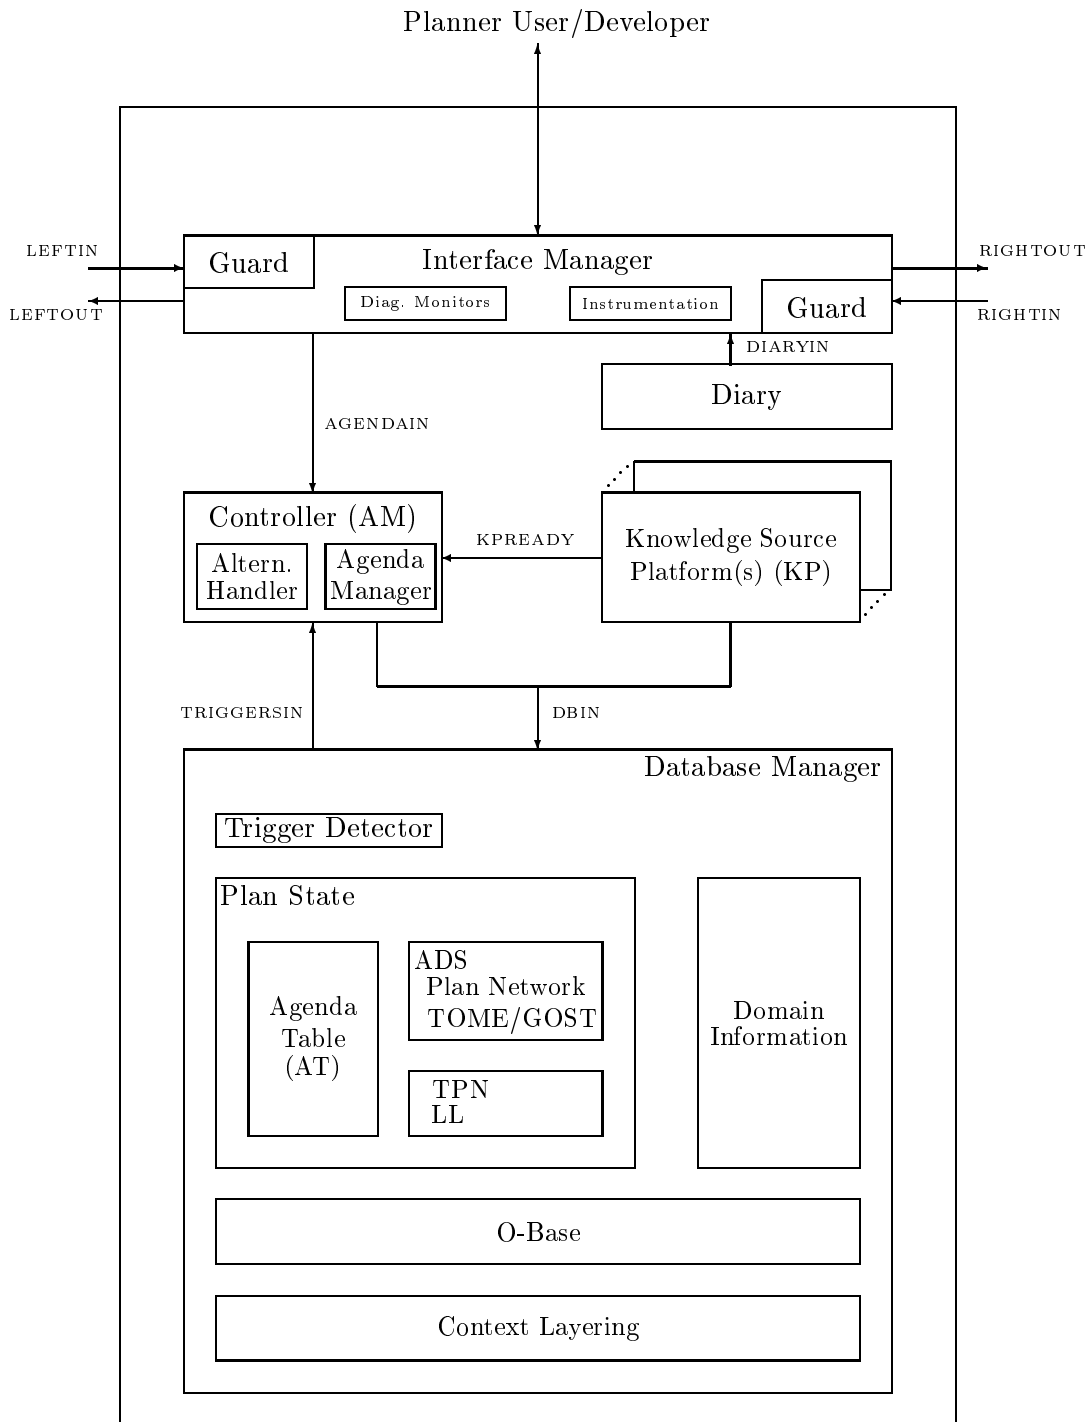 Planner User/Developer
LEFTIN
Guard
Interface Manager
RIGHTOUT
LEFTOUT
Diag. Monitors
Instrumentation
Guard
RIGHTIN
DIARYIN
Diary
AGENDAIN
Controller (AM)
Altern.
Handler
Agenda
Manager
KPREADY
Knowledge Source
Platform(s) (KP)
TRIGGERSIN
DBIN
Database Manager
Trigger Detector
Plan State
Agenda
Table
(AT)
ADS
Plan Network
TOME/GOST
TPN
LL
Domain
Information
O-Base
Context Layering